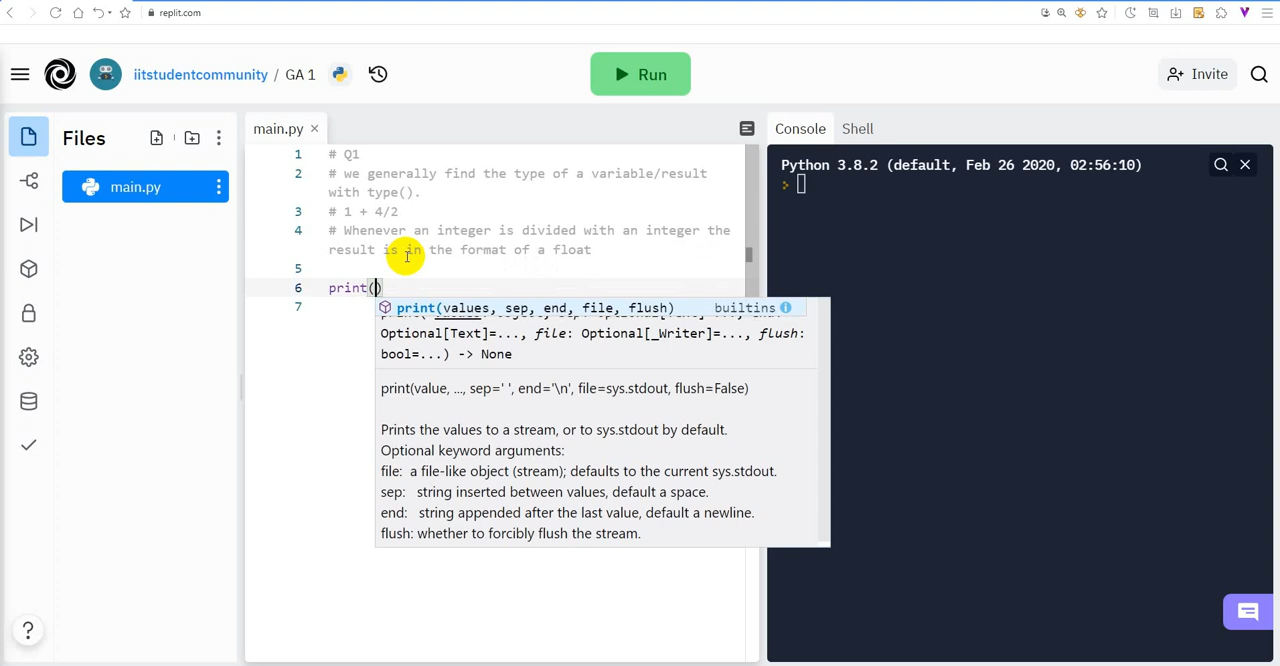 replit.com
iitstudentcommunity / GA 1
Run
Invite
Files
main.py
main.py
Console
Shell
1 # Q1
2 # we generally find the type of a variable/result
with type().
3 # 1 + 4/2
4 # Whenever an integer is divided with an integer the
result is in the format of a float
5
6 print()
7
print(values, sep, end, file, flush) builtins
Optional[Text]=..., file: Optional[_Writer]=..., flush:
bool=...) -> None
print(value, ..., sep=' ', end='\n', file=sys.stdout, flush=False)
Prints the values to a stream, or to sys.stdout by default.
Optional keyword arguments:
file: a file-like object (stream); defaults to the current sys.stdout.
sep: string inserted between values, default a space.
end: string appended after the last value, default a newline.
flush: whether to forcibly flush the stream.
Python 3.8.2 (default, Feb 26 2020, 02:56:10)
?